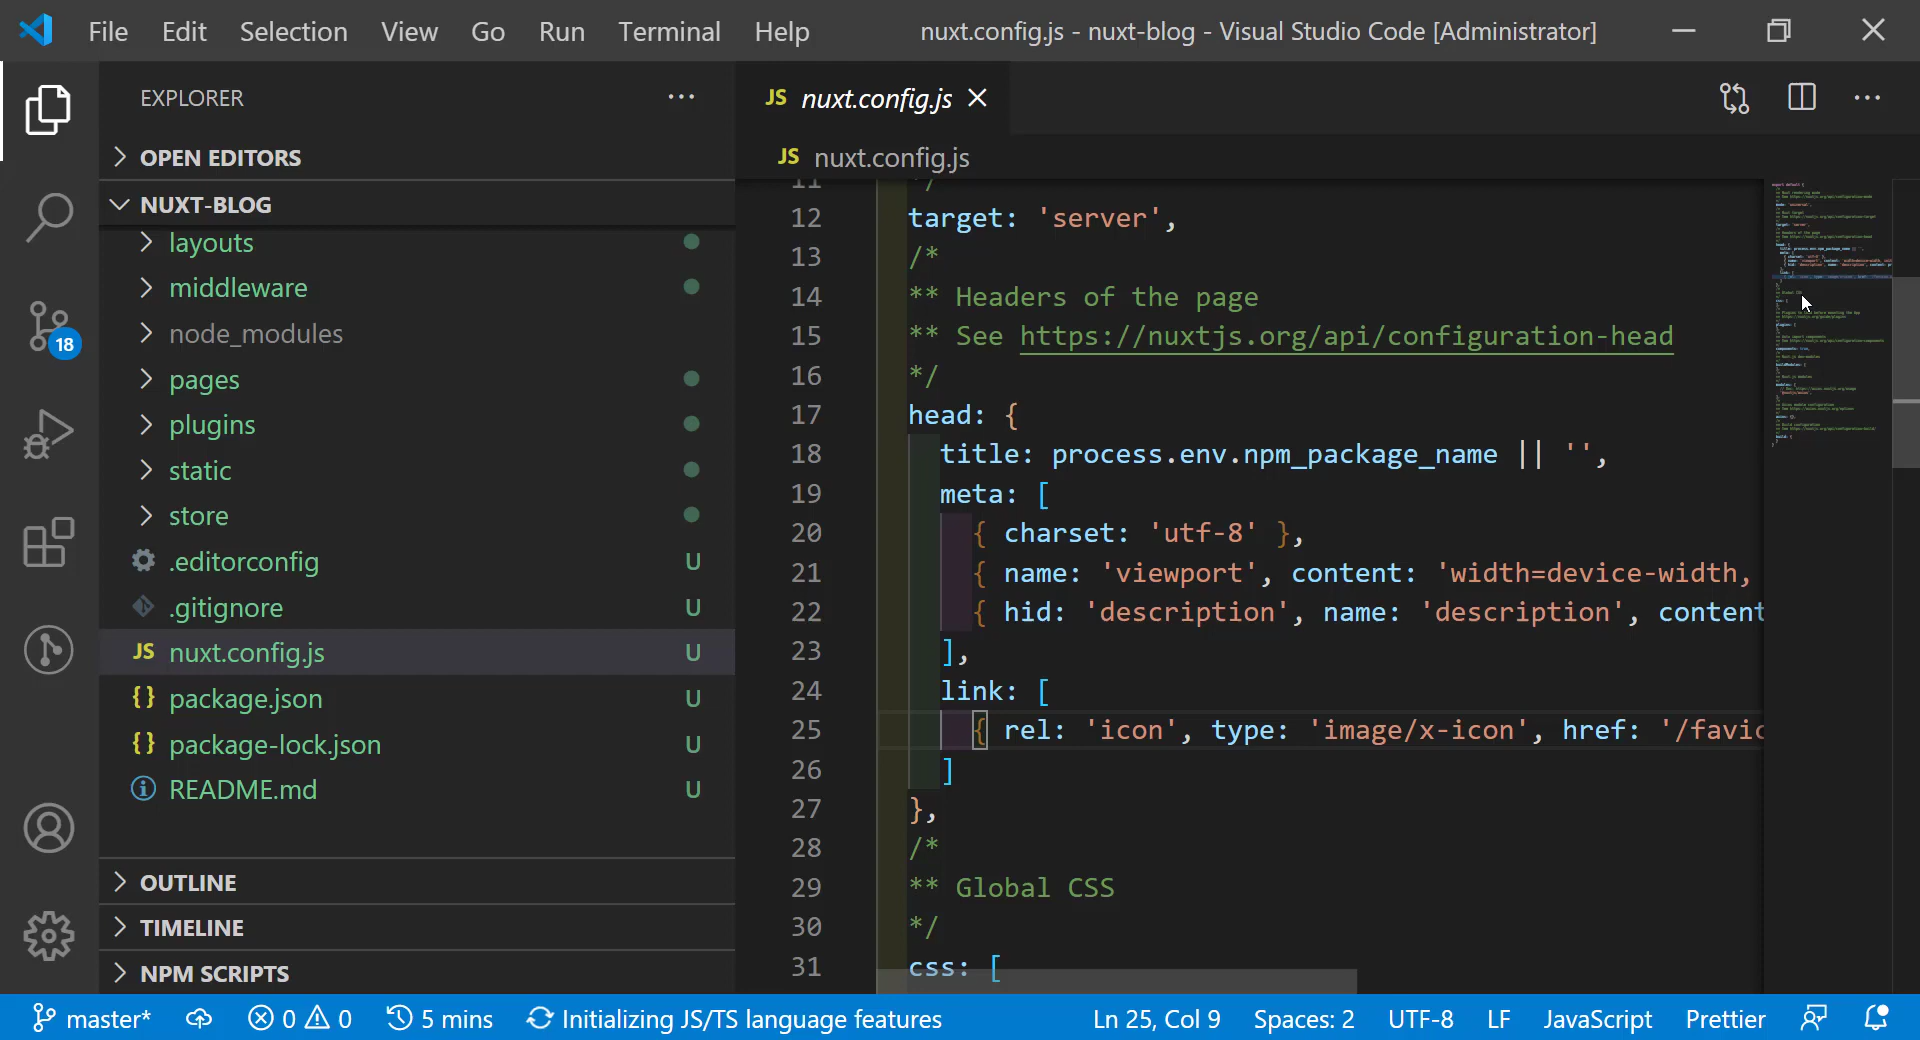 File Edit Selection View Go Run Terminal Help nuxt.config.js - nuxt-blog - Visual Studio Code [Administrator]
EXPLORER
OPEN EDITORS
NUXT-BLOG
layouts
middleware
node_modules
pages
plugins
static
store
.editorconfig U
.gitignore U
JS nuxt.config.js U
{} package.json U
{} package-lock.json U
README.md U
OUTLINE
TIMELINE
NPM SCRIPTS
18
JS nuxt.config.js
JS nuxt.config.js
11 */
12 target: 'server',
13 /*
14 ** Headers of the page
15 ** See https://nuxtjs.org/api/configuration-head
16 */
17 head: {
18 title: process.env.npm_package_name || '',
19 meta: [
20 { charset: 'utf-8' },
21 { name: 'viewport', content: 'width=device-width,
22 { hid: 'description', name: 'description', content
23 ],
24 link: [
25 { rel: 'icon', type: 'image/x-icon', href: '/favic
26 ]
27 },
28 /*
29 ** Global CSS
30 */
31 css: [
master* 0 0 5 mins Initializing JS/TS language features Ln 25, Col 9 Spaces: 2 UTF-8 LF JavaScript Prettier